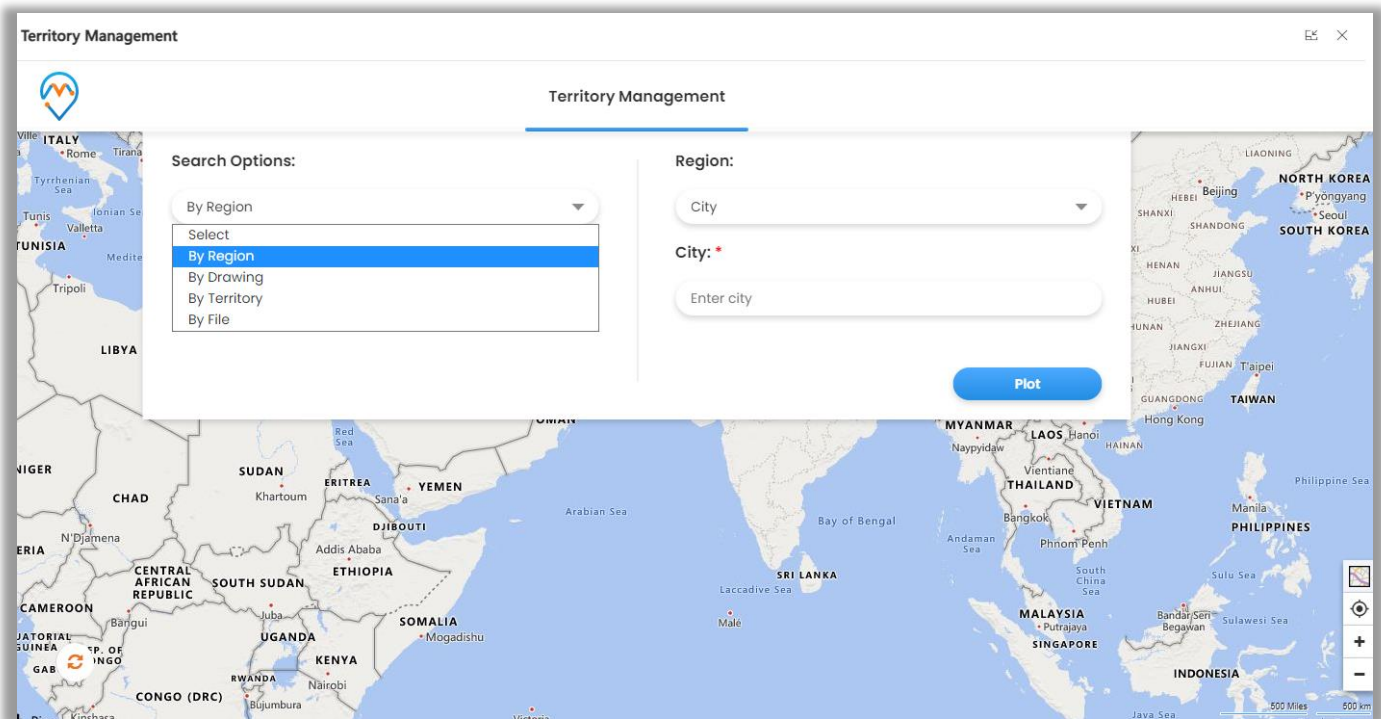 Territory Management
Territory Management
Search Options:
By Region
Select
By Region
By Drawing
By Territory
By File
Region:
City
City: *
Enter city
Plot
ITALY
Rome
Tirana
Tyrrhenian
Sea
Tunis
Ionian Se
Valletta
TUNISIA
Medite
Tripoli
LIBYA
LIAONING
NORTH KOREA
HEBEI
Beijing
P'yŏngyang
SHANXI
Seoul
SHANDONG
SOUTH KOREA
HENAN
JIANGSU
ANHUI
HUBEI
HUNAN
ZHEJIANG
JIANGXI
FUJIAN
T'aipei
GUANGDONG
TAIWAN
Hong Kong
Red
Sea
OMAN
MYANMAR
LAOS
Hanoi
HAINAN
Naypyidaw
NIGER
SUDAN
Vientiane
ERITREA
YEMEN
THAILAND
Philippine Sea
CHAD
Khartoum
Sana'a
VIETNAM
Arabian Sea
Manila
Bay of Bengal
Bangkok
DJIBOUTI
PHILIPPINES
N'Djamena
Andaman
Sea
Phnom Penh
ERIA
Addis Ababa
CENTRAL
AFRICAN
REPUBLIC
ETHIOPIA
SOUTH SUDAN
SRI LANKA
South
China
Sea
Sulu Sea
Laccadive Sea
CAMEROON
Bangui
Juba
SOMALIA
Malé
MALAYSIA
Putrajaya
Bandar Seri
Begawan
Sulawesi Sea
UGANDA
Mogadishu
SINGAPORE
KENYA
RWANDA
Nairobi
INDONESIA
CONGO (DRC)
Bujumbura
500 Miles
500 km
Kinshasa
Victoria
Java Sea